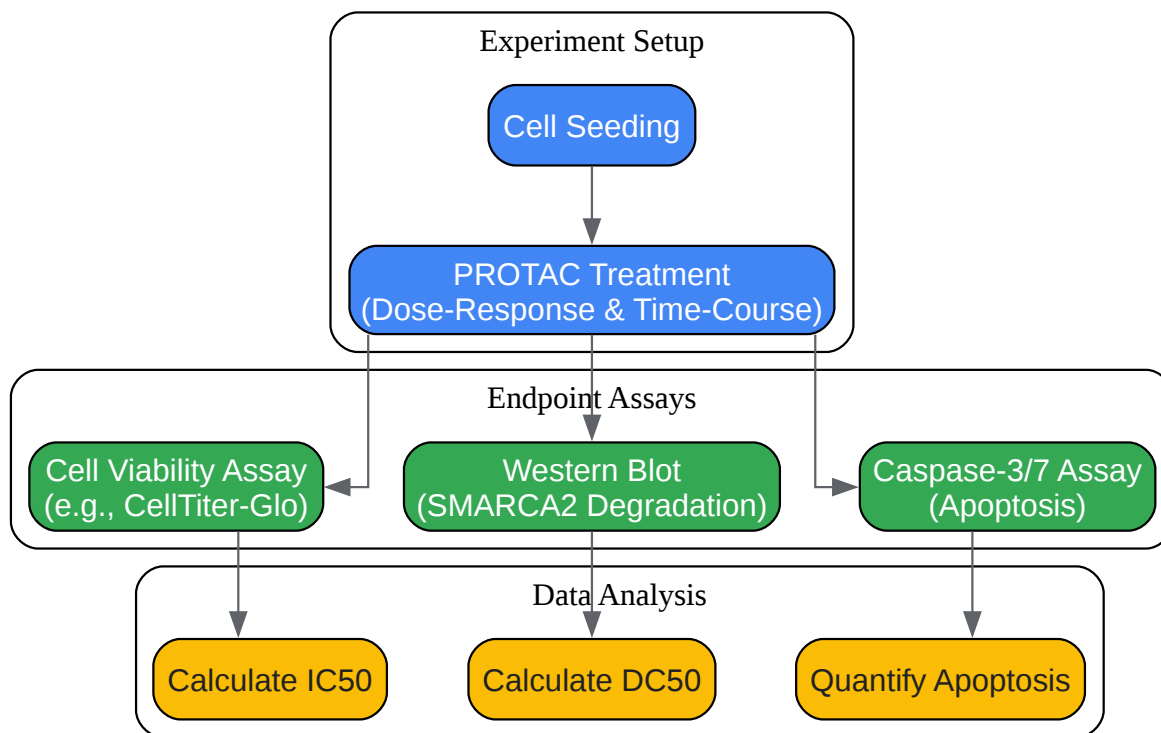 Experiment Setup
Cell Seeding
PROTAC Treatment
(Dose-Response & Time-Course)
Endpoint Assays
Cell Viability Assay
(e.g., CellTiter-Glo)
Western Blot
(SMARCA2 Degradation)
Caspase-3/7 Assay
(Apoptosis)
Data Analysis
Calculate IC50
Calculate DC50
Quantify Apoptosis